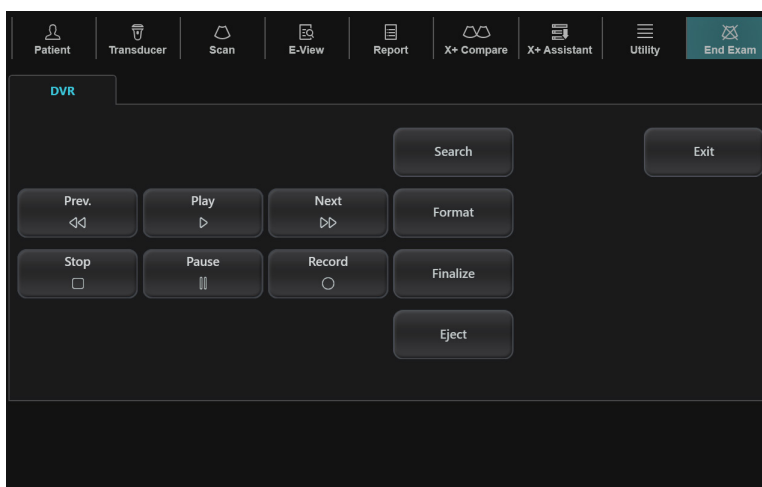 Patient
Transducer
Scan
E-View
Report
X+ Compare
X+ Assistant
Utility
End Exam
DVR
Search
Exit
Prev.
Play
Next
Format
Stop
Pause
Record
Finalize
Eject